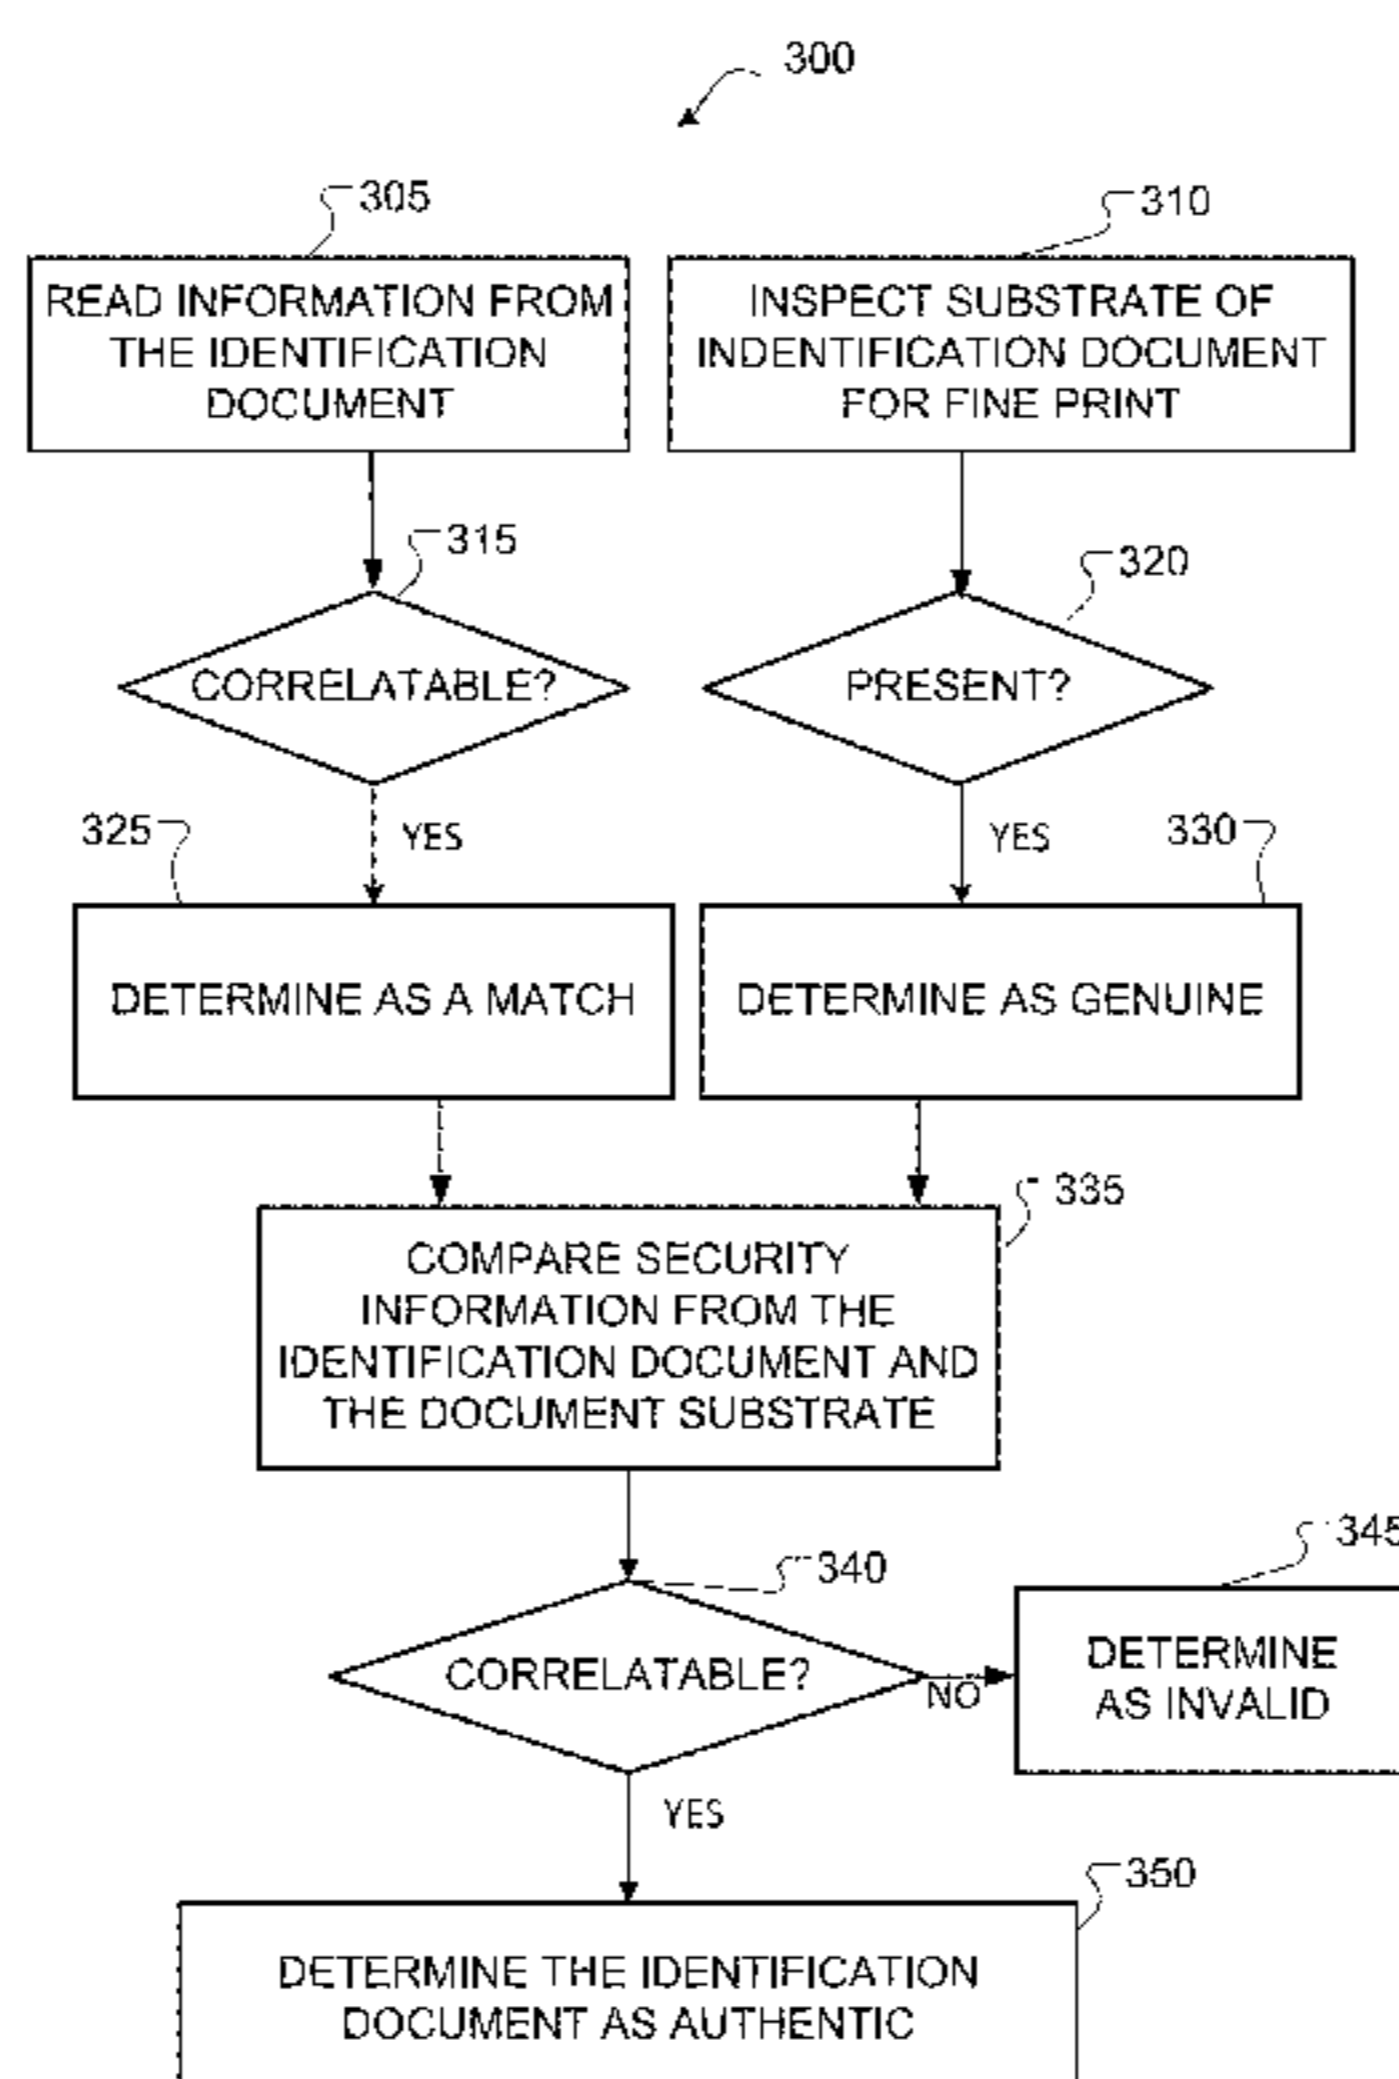 300
305
310
READ INFORMATION FROM
THE IDENTIFICATION
DOCUMENT
INSPECT SUBSTRATE OF
INDENTIFICATION DOCUMENT
FOR FINE PRINT
315
320
CORRELATABLE?
PRESENT?
325
YES
YES
330
DETERMINE AS A MATCH
DETERMINE AS GENUINE
335
COMPARE SECURITY
INFORMATION FROM THE
IDENTIFICATION DOCUMENT AND
THE DOCUMENT SUBSTRATE
340
345
CORRELATABLE?
NO
DETERMINE
AS INVALID
YES
350
DETERMINE THE IDENTIFICATION
DOCUMENT AS AUTHENTIC